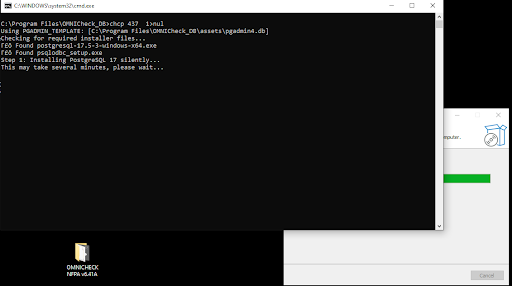 C:\WINDOWS\system32\cmd.exe
C:\Program Files\OMNICheck_DB>chcp 437 1>nul
Using PGADMIN_TEMPLATE: [C:\Program Files\OMNICheck_DB\assets\pgadmin4.db]
Checking for required installer files...
Γêô Found postgresql-17.5-3-windows-x64.exe
Γêô Found psqlodbc_setup.exe
Step 1: Installing PostgreSQL 17 silently...
This may take several minutes, please wait...
mputer.
Cancel
OMNICHECK
NFPA v6.41A